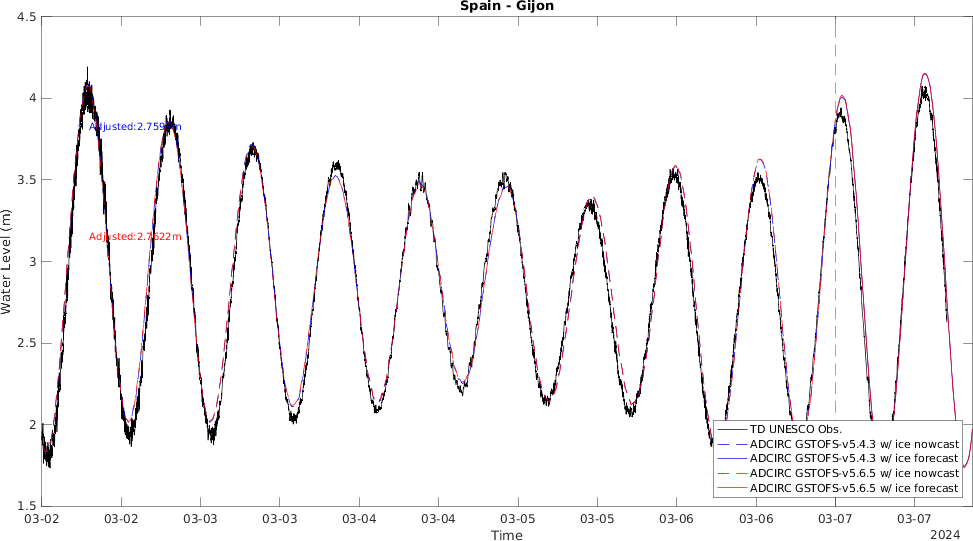 Spain - Gijon
4.5
4
3.5
3
2.5
2
1.5
Water Level (m)
Adjusted:2.759 m
Adjusted:2.7622m
TD UNESCO Obs.
ADCIRC GSTOFS-v5.4.3 w/ ice nowcast
ADCIRC GSTOFS-v5.4.3 w/ ice forecast
ADCIRC GSTOFS-v5.6.5 w/ ice nowcast
ADCIRC GSTOFS-v5.6.5 w/ ice forecast
03-02 03-02 03-03 03-03 03-04 03-04 03-05 03-05 03-06 03-06 03-07 03-07
Time
2024